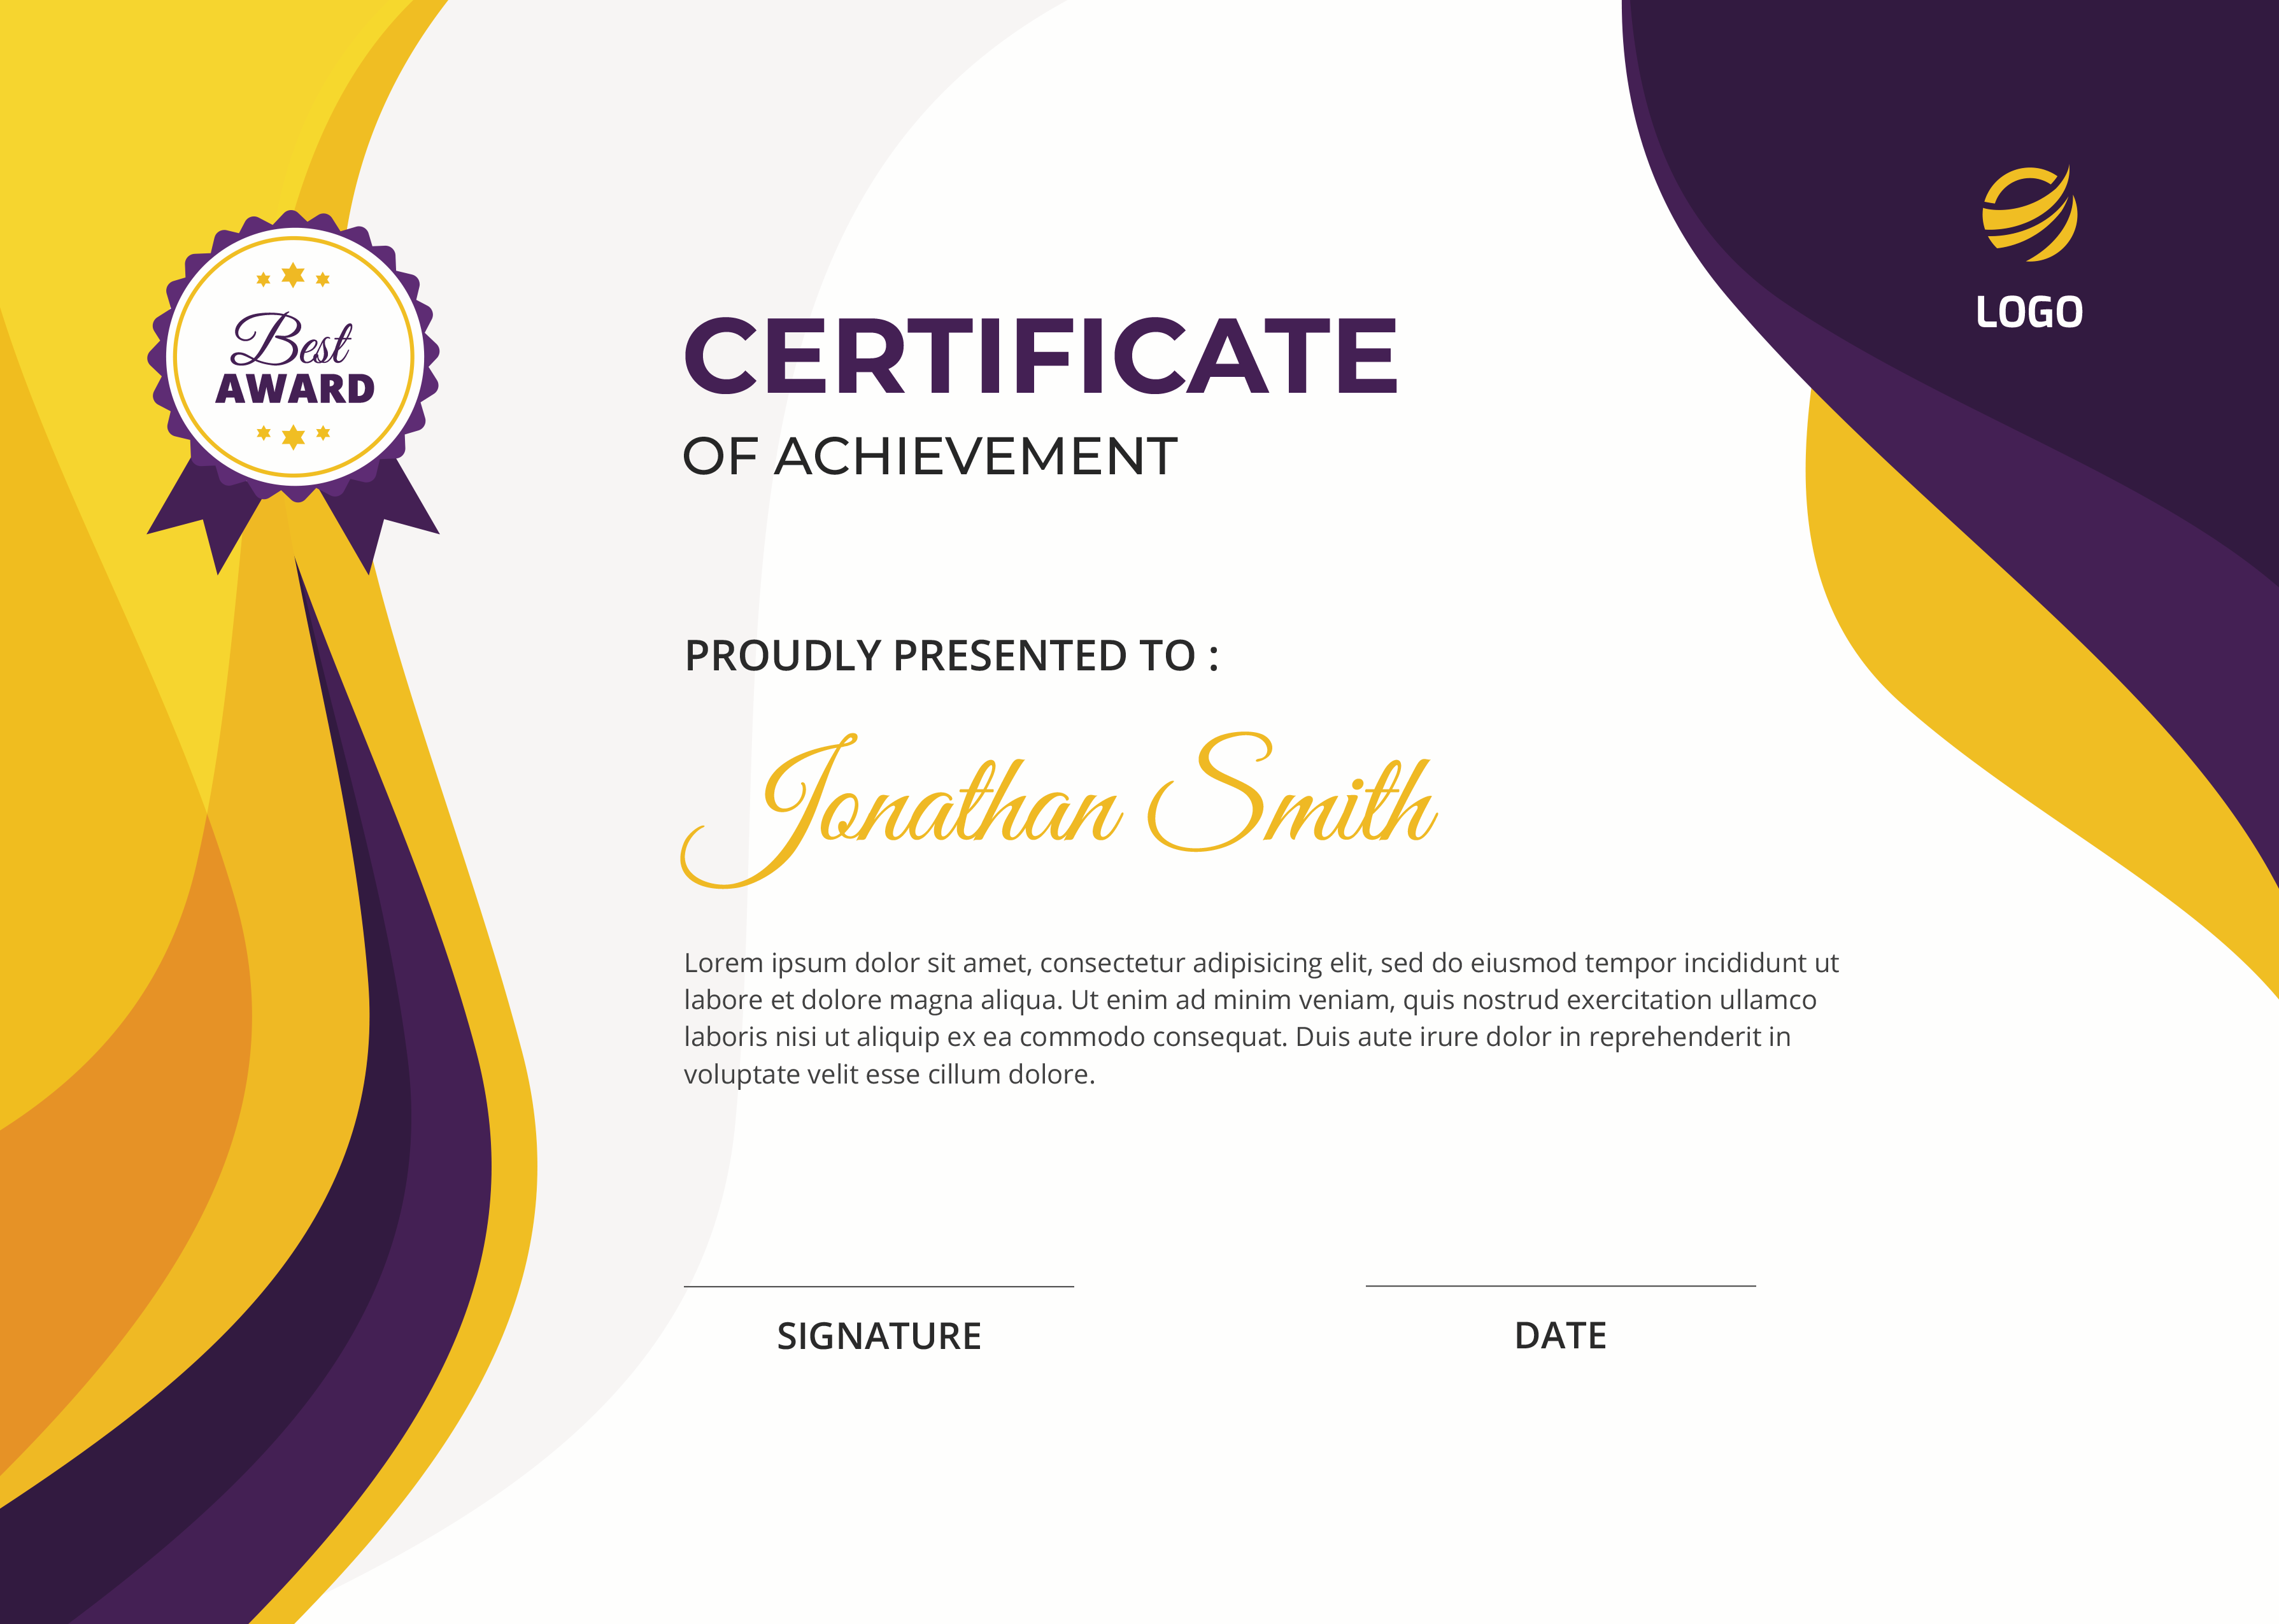 Best
AWARD
LOGO
CERTIFICATE
OF ACHIEVEMENT
PROUDLY PRESENTED TO :
Jonathan Smith
Lorem ipsum dolor sit amet, consectetur adipisicing elit, sed do eiusmod tempor incididunt ut
labore et dolore magna aliqua. Ut enim ad minim veniam, quis nostrud exercitation ullamco
laboris nisi ut aliquip ex ea commodo consequat. Duis aute irure dolor in reprehenderit in
voluptate velit esse cillum dolore.
SIGNATURE
DATE